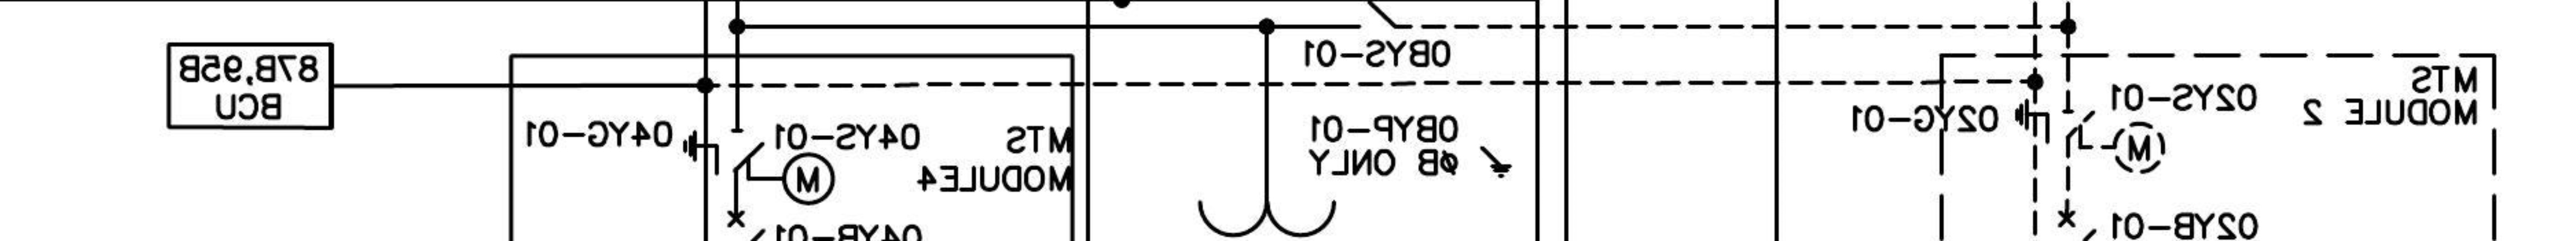 87B,95B
BCU
04YG-01
04YS-01
M
MTS
MODULE4
04YB-01
0BYS-01
0BYP-01
ØB ONLY
02YG-01
02YS-01
M
MTS
MODULE 2
02YB-01